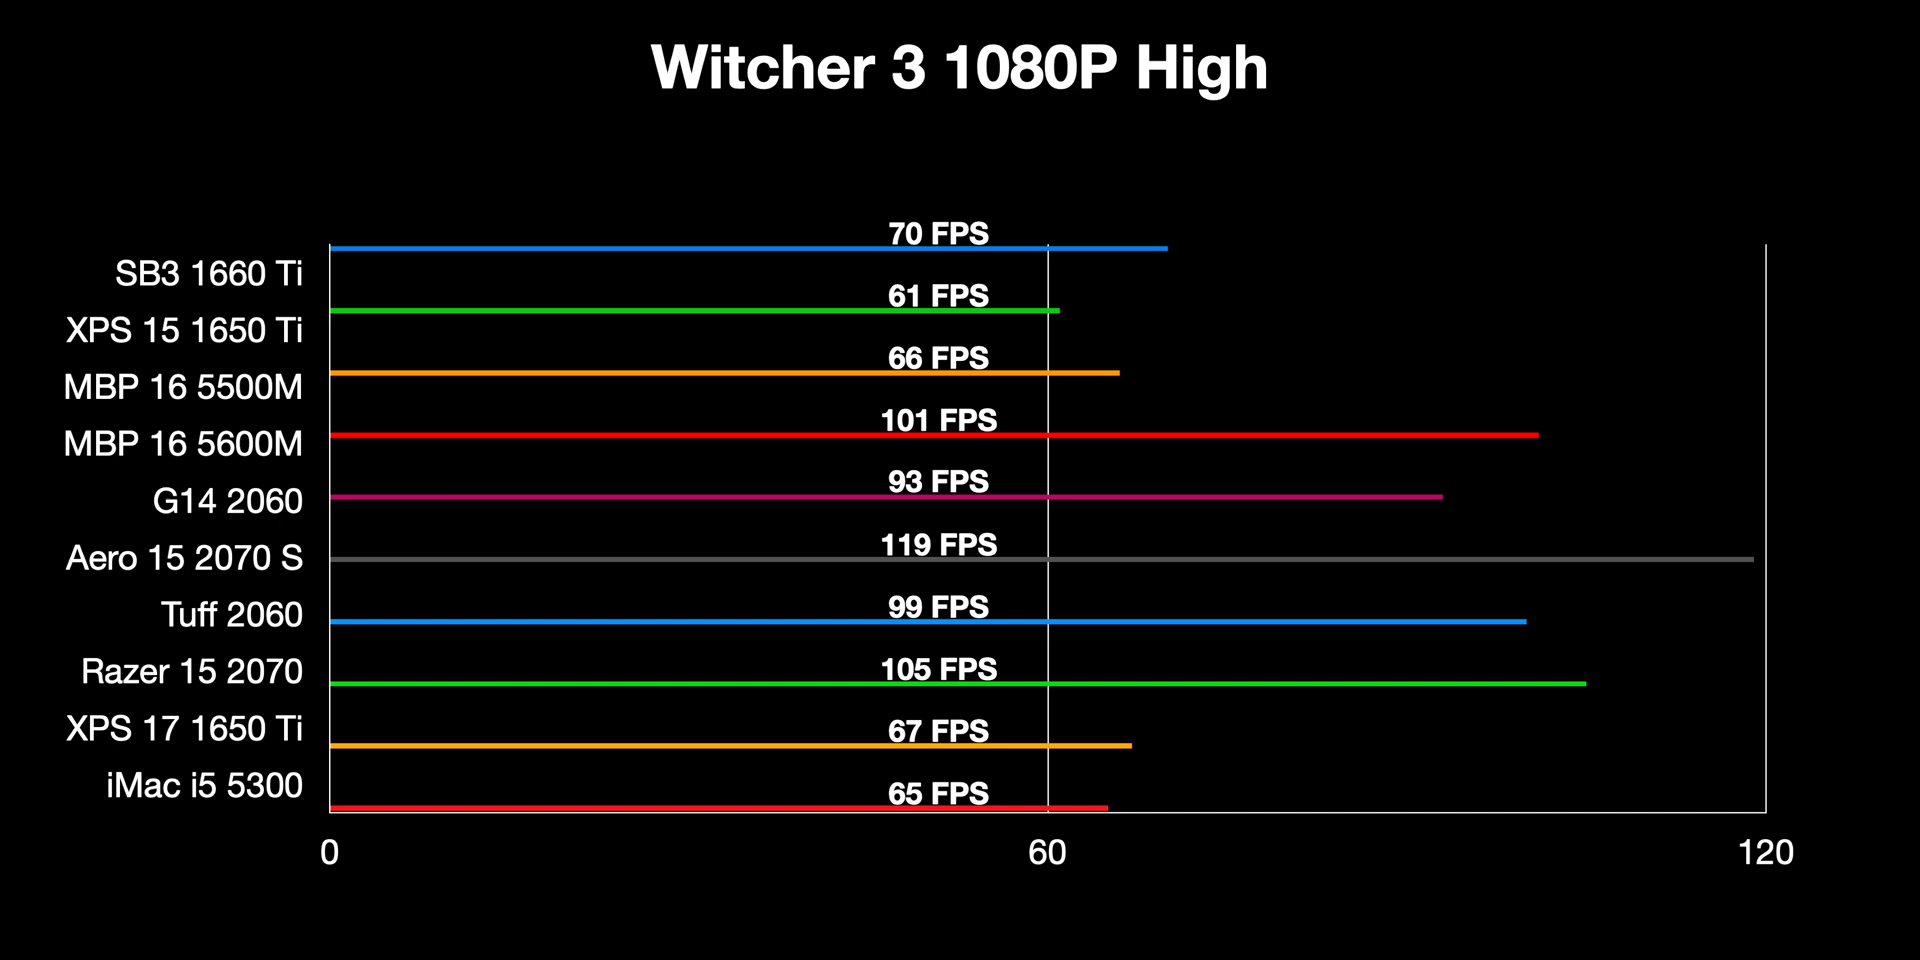 Witcher 3 1080P High
70 FPS
SB3 1660 Ti
61 FPS
XPS 15 1650 Ti
66 FPS
MBP 16 5500M
101 FPS
MBP 16 5600M
93 FPS
G14 2060
119 FPS
Aero 15 2070 S
99 FPS
Tuff 2060
105 FPS
Razer 15 2070
67 FPS
XPS 17 1650 Ti
65 FPS
iMac i5 5300
0 60 120